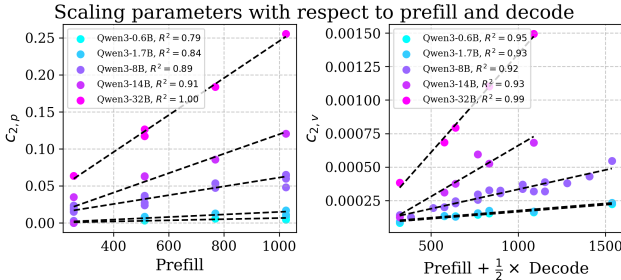 Scaling parameters with respect to prefill and decode
0.25
0.20
0.15
0.10
0.05
0.00
c₂,ₚ
Qwen3-0.6B, R² = 0.79
Qwen3-1.7B, R² = 0.84
Qwen3-8B, R² = 0.89
Qwen3-14B, R² = 0.91
Qwen3-32B, R² = 1.00
400 600 800 1000
Prefill
0.00150
0.00125
0.00100
0.00075
0.00050
0.00025
c₂,ᵥ
Qwen3-0.6B, R² = 0.95
Qwen3-1.7B, R² = 0.93
Qwen3-8B, R² = 0.92
Qwen3-14B, R² = 0.93
Qwen3-32B, R² = 0.99
500 1000 1500
Prefill + ½ × Decode